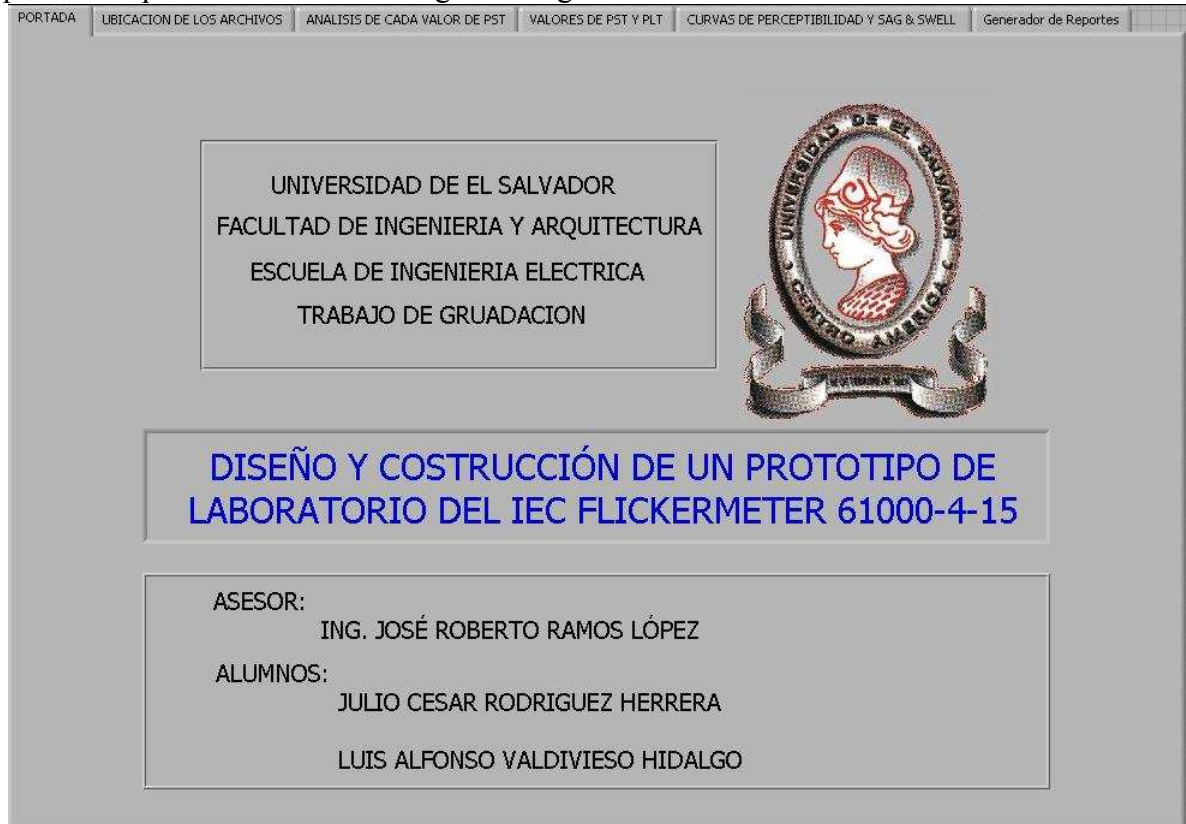 PORTADA
UBICACION DE LOS ARCHIVOS
ANALISIS DE CADA VALOR DE PST
VALORES DE PST Y PLT
CURVAS DE PERCEPTIBILIDAD Y SAG & SWELL
Generador de Reportes
UNIVERSIDAD DE EL SALVADOR
FACULTAD DE INGENIERIA Y ARQUITECTURA
ESCUELA DE INGENIERIA ELECTRICA
TRABAJO DE GRUADACION
UNIVERSIDAD DE EL SALVADOR
CENTRO AMERICA
DISEÑO Y COSTRUCCIÓN DE UN PROTOTIPO DE
LABORATORIO DEL IEC FLICKERMETER 61000-4-15
ASESOR:
ING. JOSÉ ROBERTO RAMOS LÓPEZ
ALUMNOS:
JULIO CESAR RODRIGUEZ HERRERA
LUIS ALFONSO VALDIVIESO HIDALGO